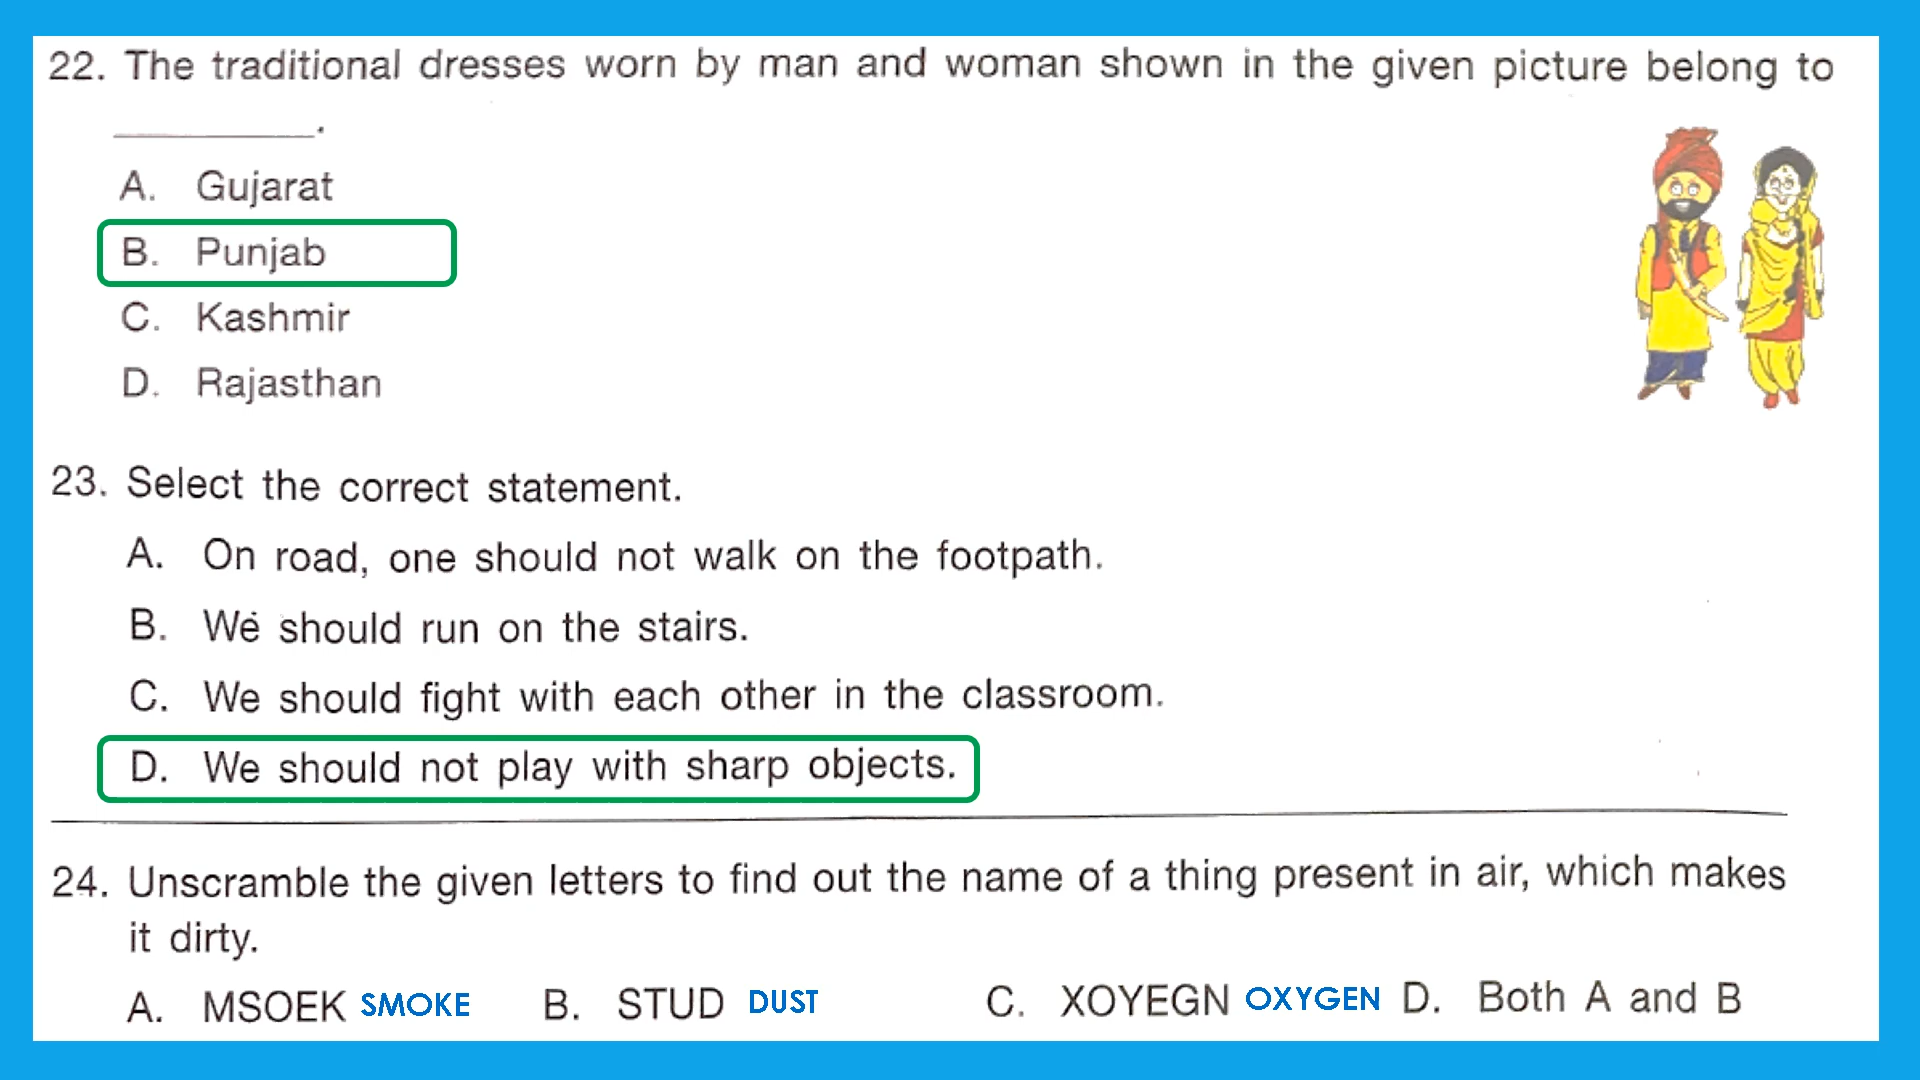 22. The traditional dresses worn by man and woman shown in the given picture belong to
__________.
A. Gujarat
B. Punjab
C. Kashmir
D. Rajasthan
23. Select the correct statement.
A. On road, one should not walk on the footpath.
B. We should run on the stairs.
C. We should fight with each other in the classroom.
D. We should not play with sharp objects.
24. Unscramble the given letters to find out the name of a thing present in air, which makes
it dirty.
A. MSOEK SMOKE B. STUD DUST C. XOYEGN OXYGEN D. Both A and B